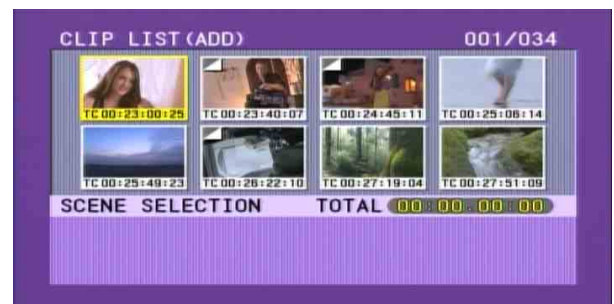 CLIP LIST(ADD) 001/034
TC 00:23:00:25 TC 00:23:40:07 TC 00:24:45:11 TC 00:25:06:14
TC 00:25:49:23 TC 00:26:22:10 TC 00:27:19:04 TC 00:27:51:09
SCENE SELECTION TOTAL 00:00.00:00